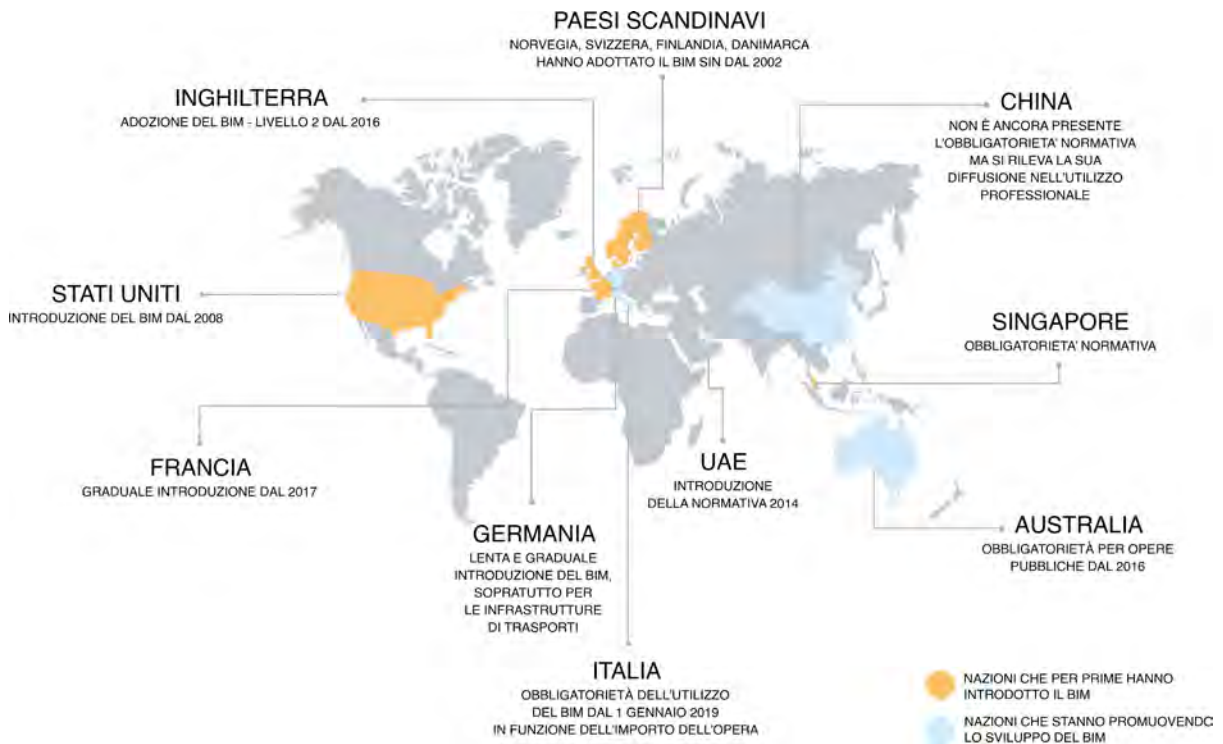 PAESI SCANDINAVI
NORVEGIA, SVIZZERA, FINLANDIA, DANIMARCA
HANNO ADOTTATO IL BIM SIN DAL 2002
INGHILTERRA
ADOZIONE DEL BIM - LIVELLO 2 DAL 2016
CHINA
NON È ANCORA PRESENTE
L'OBBLIGATORIETA' NORMATIVA
MA SI RILEVA LA SUA
DIFFUSIONE NELL'UTILIZZO
PROFESSIONALE
STATI UNITI
INTRODUZIONE DEL BIM DAL 2008
SINGAPORE
OBBLIGATORIETA' NORMATIVA
FRANCIA
GRADUALE INTRODUZIONE DAL 2017
UAE
INTRODUZIONE
DELLA NORMATIVA 2014
GERMANIA
LENTA E GRADUALE
INTRODUZIONE DEL BIM,
SOPRATUTTO PER
LE INFRASTRUTTURE
DI TRASPORTI
AUSTRALIA
OBBLIGATORIETÀ PER OPERE
PUBBLICHE DAL 2016
ITALIA
OBBLIGATORIETÀ DELL'UTILIZZO
DEL BIM DAL 1 GENNAIO 2019
IN FUNZIONE DELL'IMPORTO DELL'OPERA
NAZIONI CHE PER PRIME HANNO
INTRODOTTO IL BIM
NAZIONI CHE STANNO PROMUOVENDO
LO SVILUPPO DEL BIM